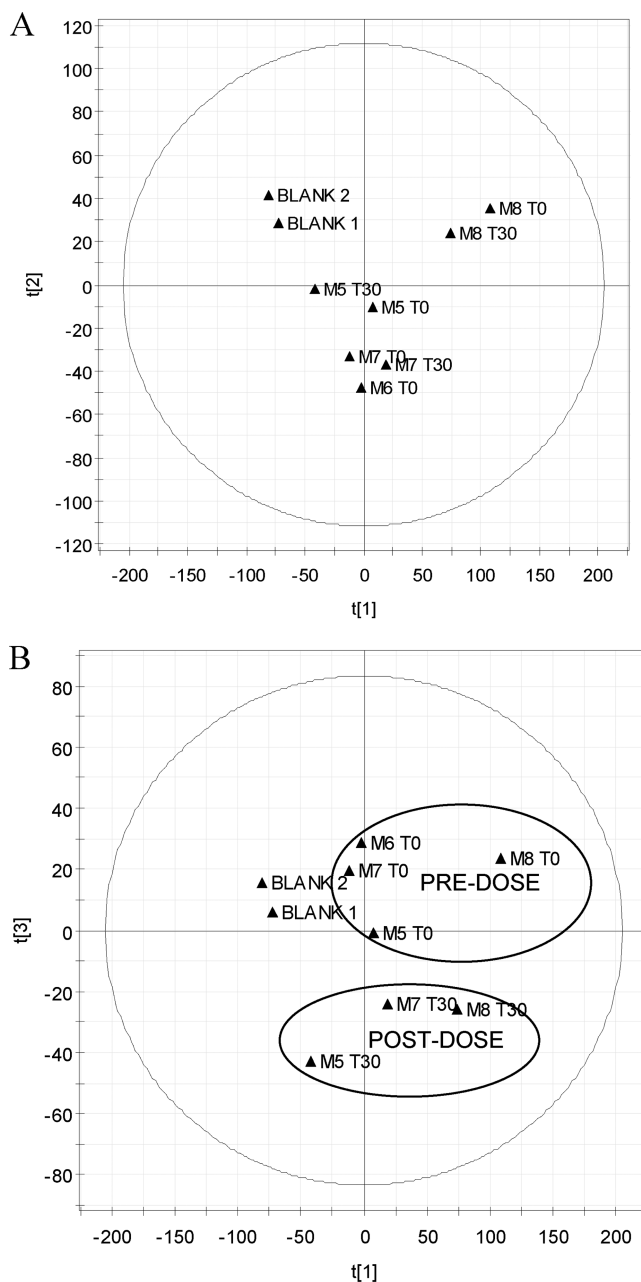 A
120
100
80
60
40
20
0
-20
-40
-60
-80
-100
-120
t[2]
BLANK 2
BLANK 1
M8 T0
M8 T30
M5 T30
M5 T0
M7 T0
M7 T30
M6 T0
-200 -150 -100 -50 0 50 100 150 200
t[1]
B
80
60
40
20
0
-20
-40
-60
-80
t[3]
M6 T0
M8 T0
M7 T0
PRE-DOSE
BLANK 2
BLANK 1
M5 T0
M7 T30
M8 T30
POST-DOSE
M5 T30
-200 -150 -100 -50 0 50 100 150 200
t[1]